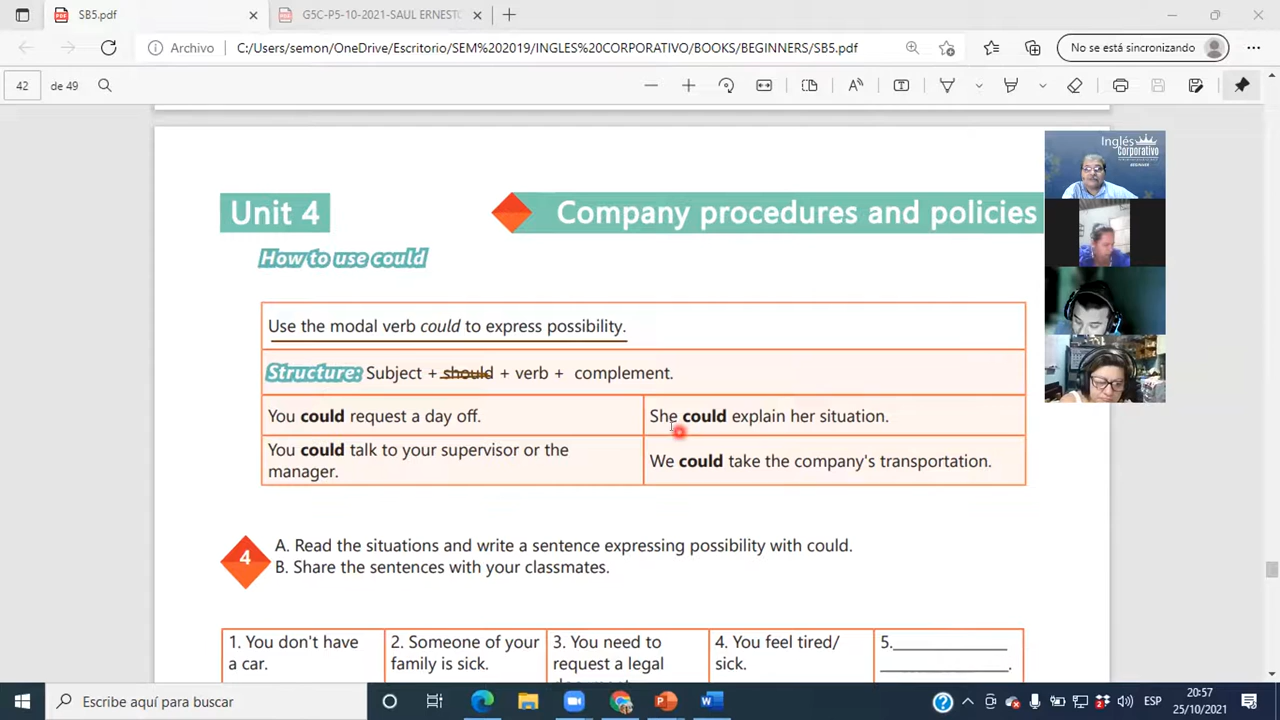 SB5.pdf
G5C-P5-10-2021-SAUL ERNESTO
Archivo
C:/Users/semon/OneDrive/Escritorio/SEM%202019/INGLES%20CORPORATIVO/BOOKS/BEGINNERS/SB5.pdf
No se está sincronizando
42 de 49
Inglés
Corporativo
BEGINNER
Unit 4
Company procedures and policies
How to use could
Use the modal verb could to express possibility.
Structure: Subject + should + verb + complement.
You could request a day off.
She could explain her situation.
You could talk to your supervisor or the
manager.
We could take the company's transportation.
4
A. Read the situations and write a sentence expressing possibility with could.
B. Share the sentences with your classmates.
1. You don't have
a car.
2. Someone of your
family is sick.
3. You need to
request a legal
4. You feel tired/
sick.
5.____________
_____________.
Escribe aquí para buscar
ESP
20:57
25/10/2021